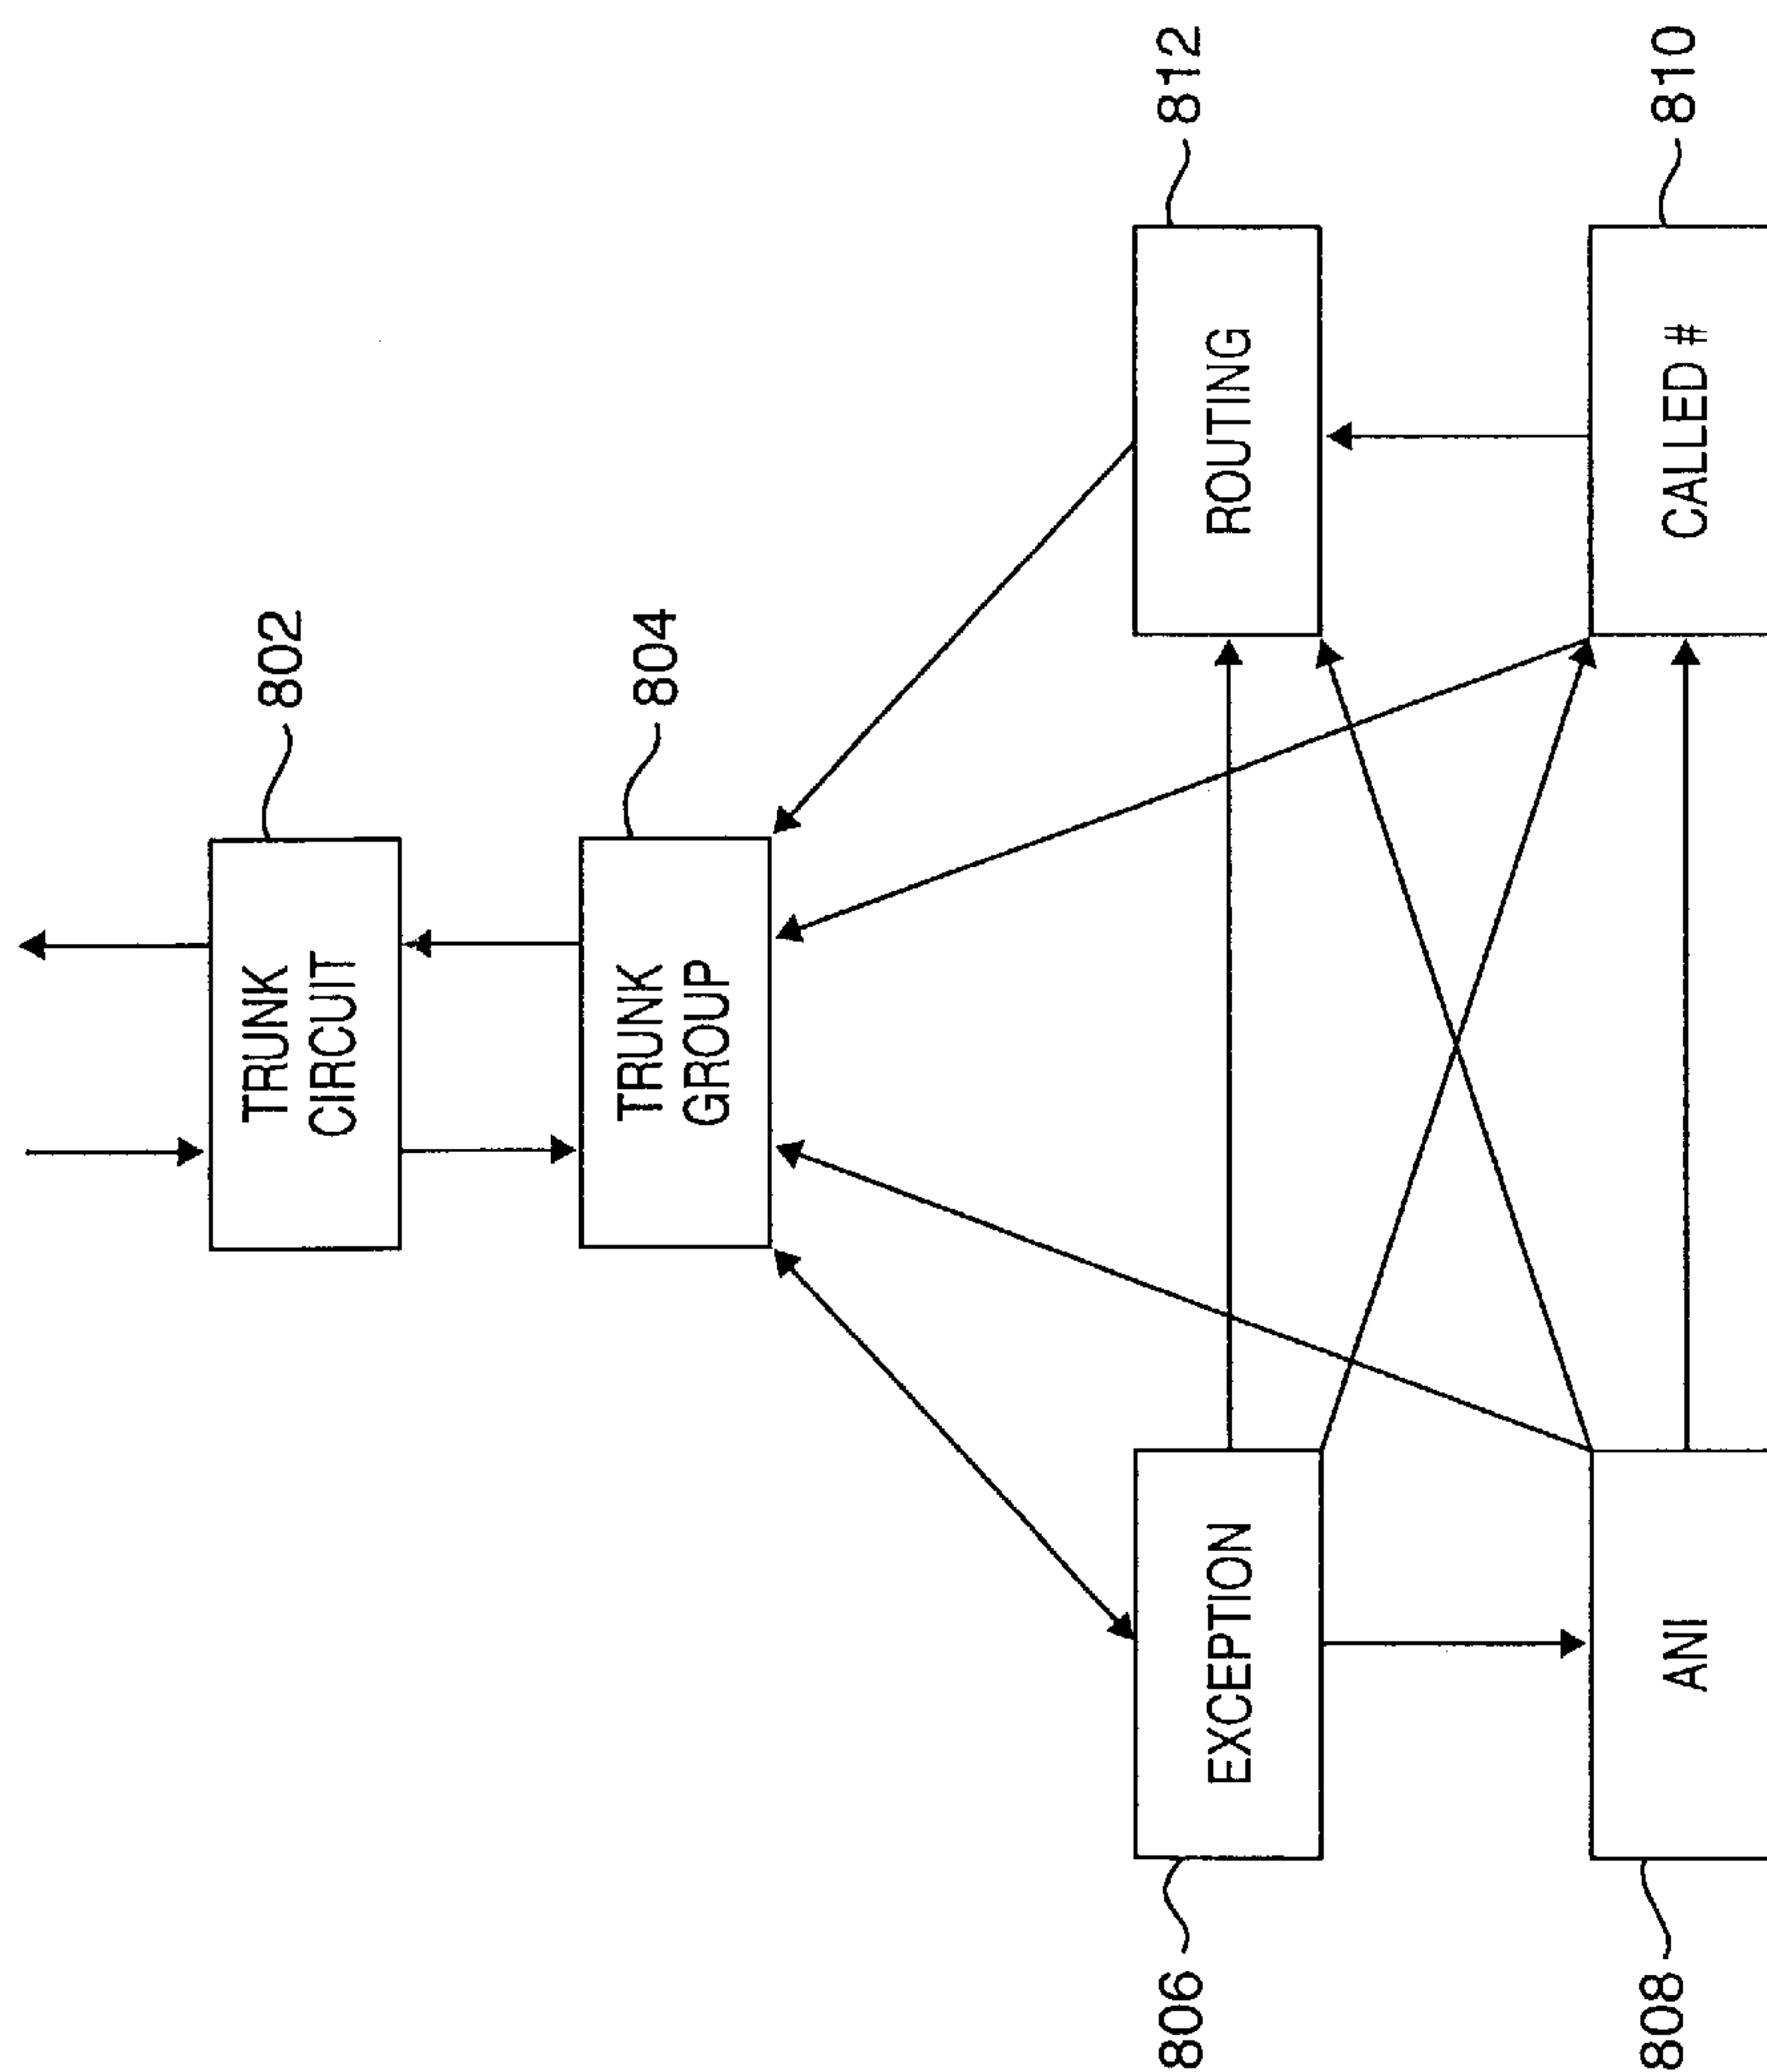 802
TRUNK
CIRCUIT
804
TRUNK
GROUP
806
EXCEPTION
812
ROUTING
808
ANI
810
CALLED #